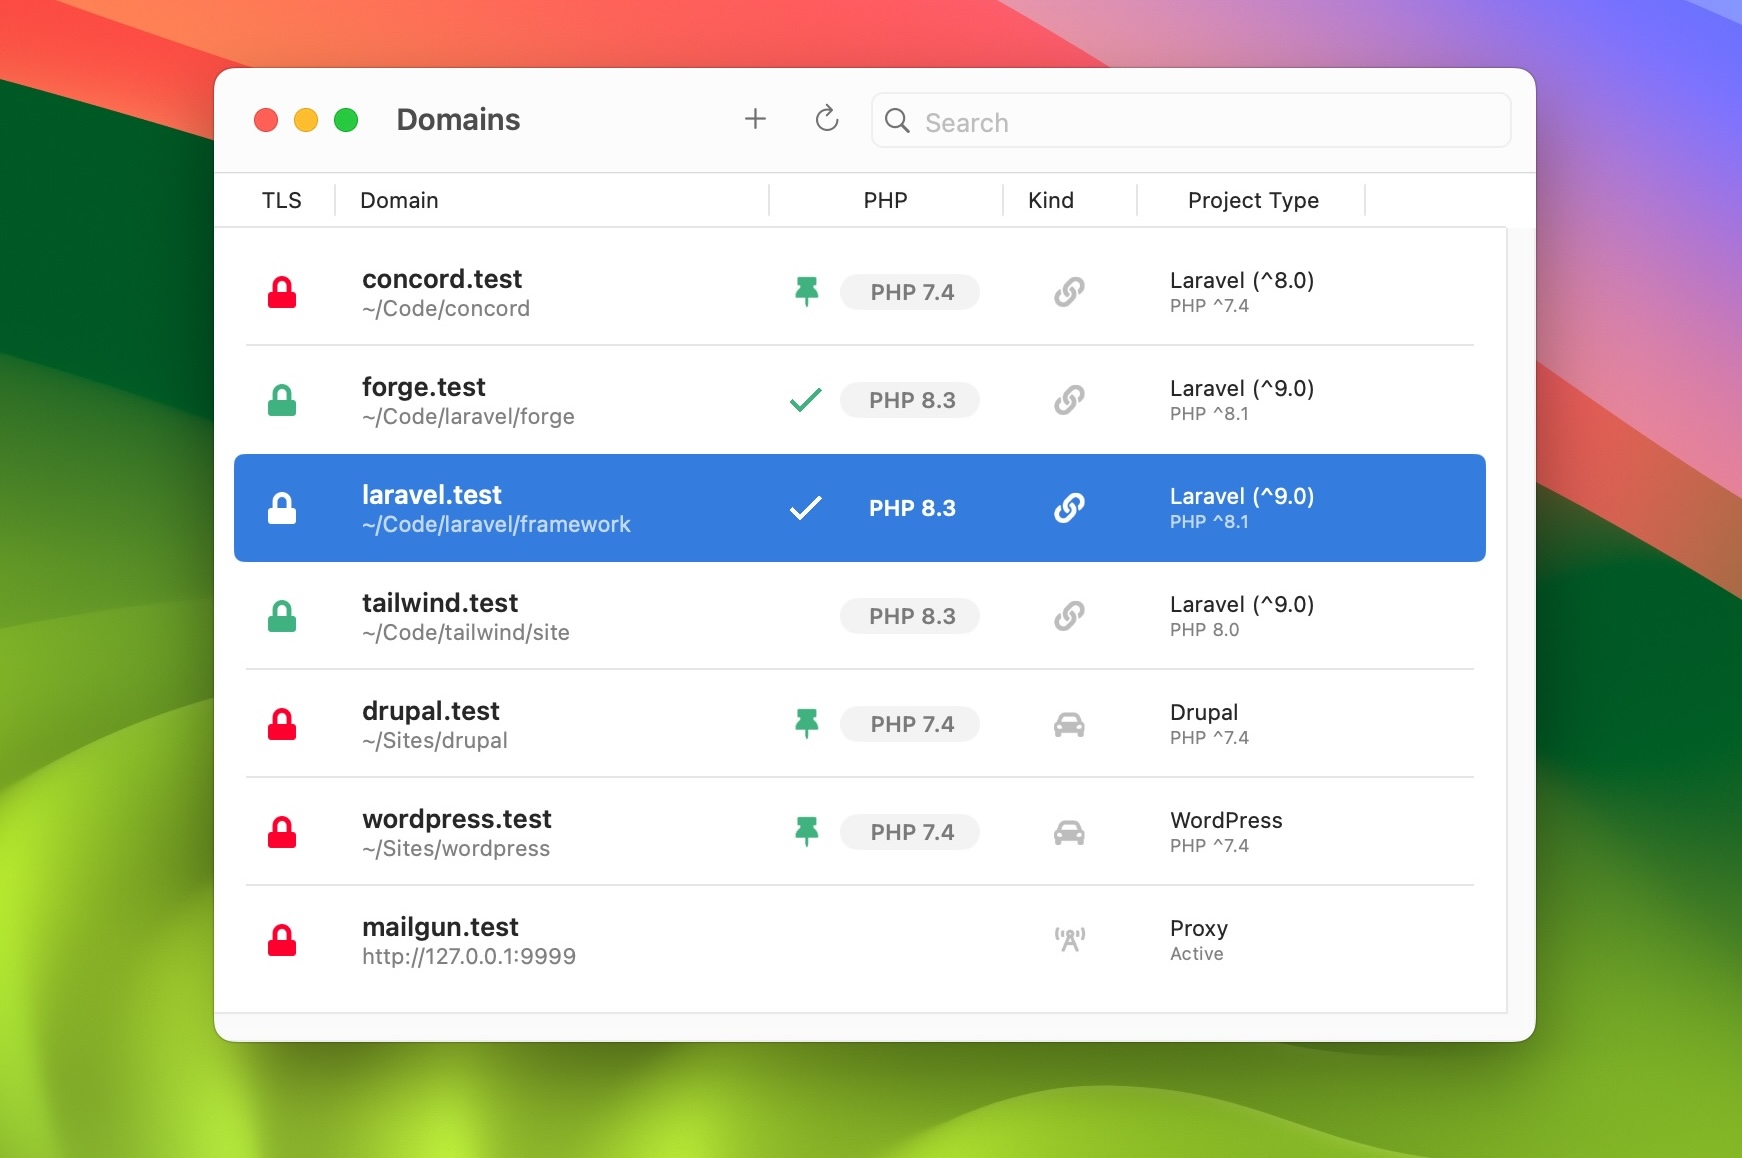 Domains
Search
TLS Domain PHP Kind Project Type
concord.test
~/Code/concord
PHP 7.4
Laravel (^8.0)
PHP ^7.4
forge.test
~/Code/laravel/forge
PHP 8.3
Laravel (^9.0)
PHP ^8.1
laravel.test
~/Code/laravel/framework
PHP 8.3
Laravel (^9.0)
PHP ^8.1
tailwind.test
~/Code/tailwind/site
PHP 8.3
Laravel (^9.0)
PHP 8.0
drupal.test
~/Sites/drupal
PHP 7.4
Drupal
PHP ^7.4
wordpress.test
~/Sites/wordpress
PHP 7.4
WordPress
PHP ^7.4
mailgun.test
http://127.0.0.1:9999
Proxy
Active